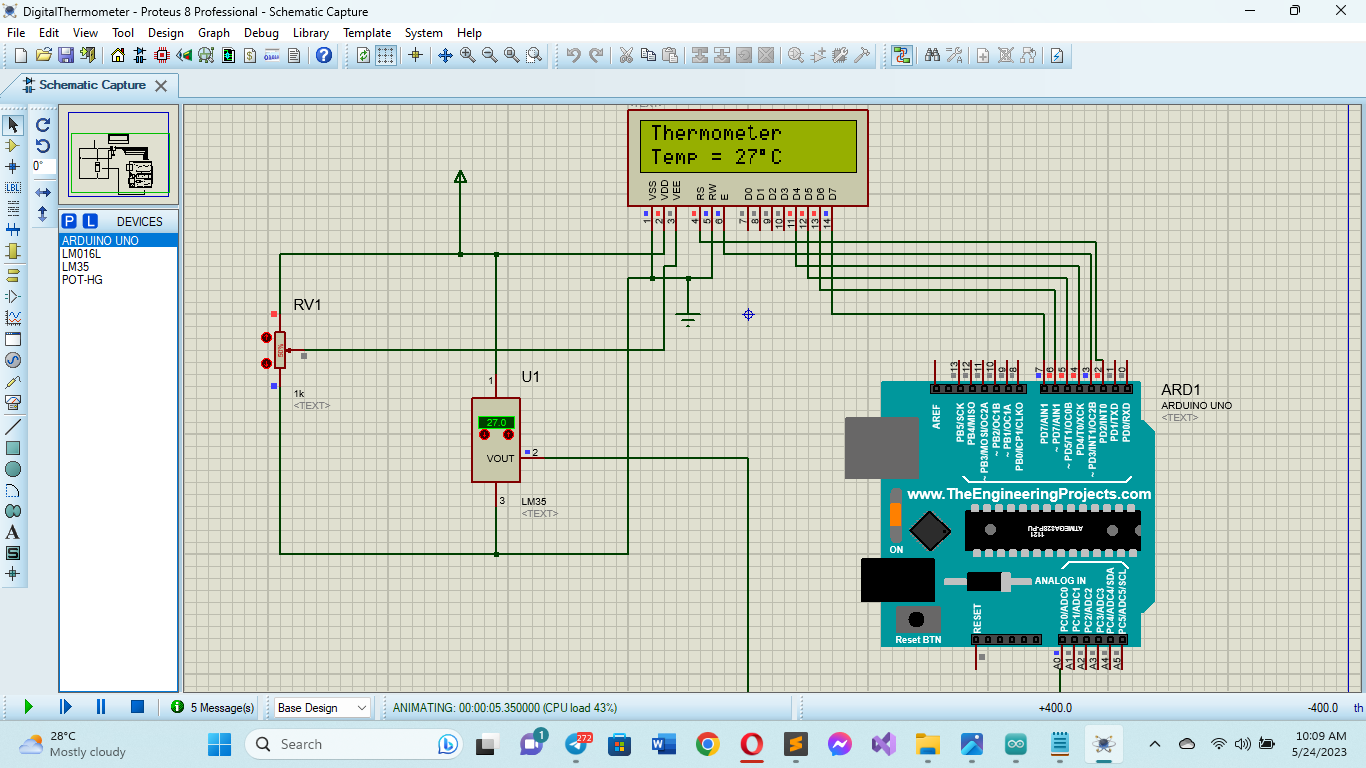 DigitalThermometer - Proteus 8 Professional - Schematic Capture
File Edit View Tool Design Graph Debug Library Template System Help
Schematic Capture
0°
LBL
A
S
P L DEVICES
ARDUINO UNO
LM016L
LM35
POT-HG
Thermometer
Temp = 27°C
VSS VDD VEE RS RW E D0 D1 D2 D3 D4 D5 D6 D7
1 2 3 4 5 6 7 8 9 10 11 12 13 14
RV1
50%
1k
<TEXT>
U1
1
27.0
VOUT
2
3
LM35
<TEXT>
ARD1
ARDUINO UNO
<TEXT>
13 12 11 10 9 8 7 6 5 4 3 2 1 0
AREF
PB5/SCK
PB4/MISO
~ PB3/MOSI/OC2A
~ PB2/OC1B
~ PB1/OC1A
PB0/ICP1/CLKO
PD7/AIN1
~ PD7/AIN1
~ PD5/T1/OC0B
PD4/T0/XCK
~ PD3/INT1/OC2B
PD2/INT0
PD1/TXD
PD0/RXD
www.TheEngineeringProjects.com
ATMEGA328P-PU
1121
ON
ANALOG IN
RESET
PC0/ADC0
PC1/ADC1
PC2/ADC2
PC3/ADC3
PC4/ADC4/SDA
PC5/ADC5/SCL
Reset BTN
A0 A1 A2 A3 A4 A5
5 Message(s)
Base Design
ANIMATING: 00:00:05.350000 (CPU load 43%)
+400.0
-400.0
th
28°C
Mostly cloudy
Search
1
272
10:09 AM
5/24/2023